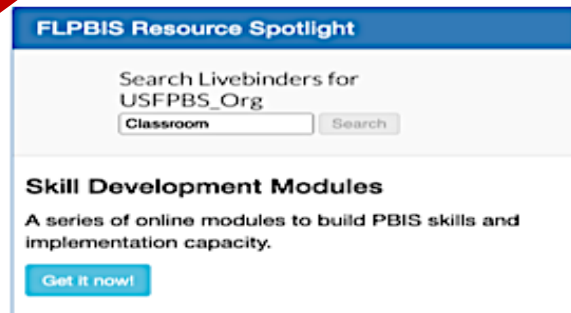 FLPBIS Resource Spotlight
Search Livebinders for
USFPBS_Org
Classroom
Search
Skill Development Modules
A series of online modules to build PBIS skills and
implementation capacity.
Get it now!